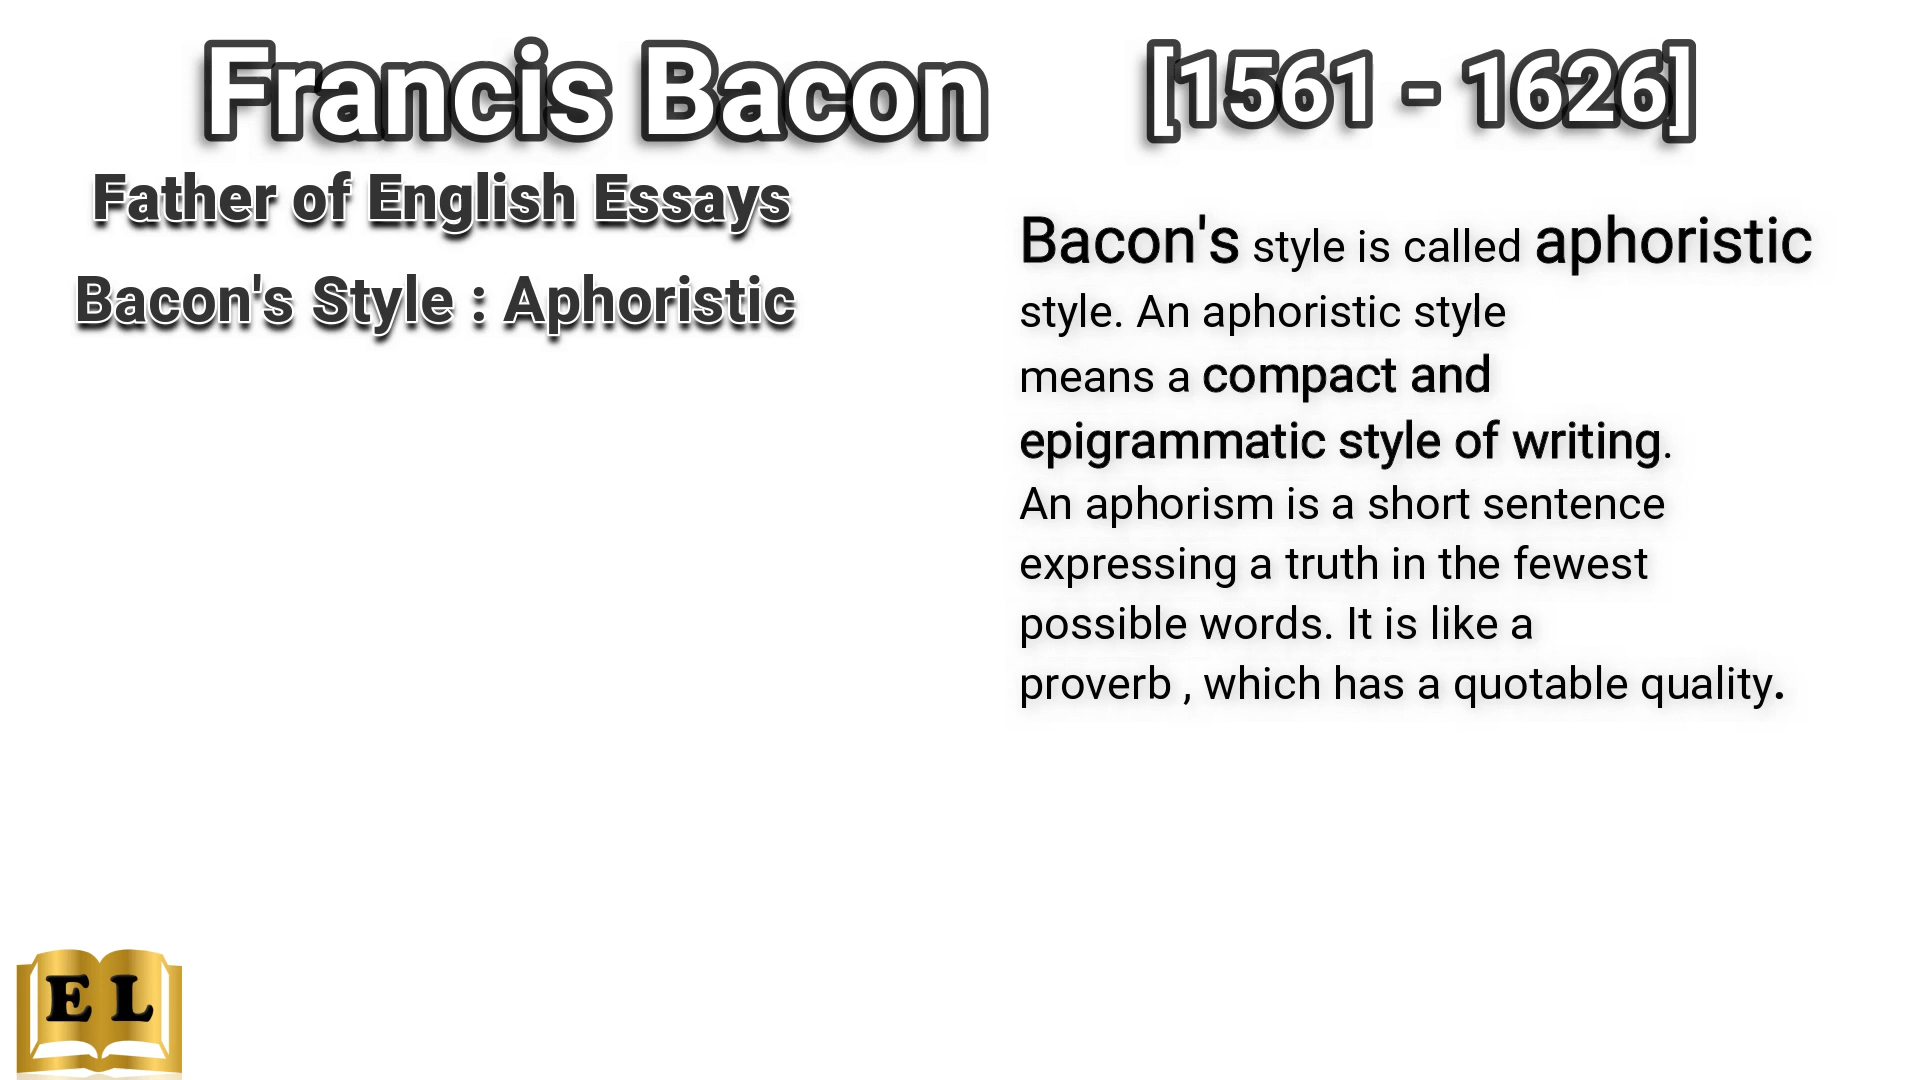 Francis Bacon [1561 - 1626]
Father of English Essays
Bacon's Style : Aphoristic
Bacon's style is called aphoristic
style. An aphoristic style
means a compact and
epigrammatic style of writing.
An aphorism is a short sentence
expressing a truth in the fewest
possible words. It is like a
proverb , which has a quotable quality.
E L